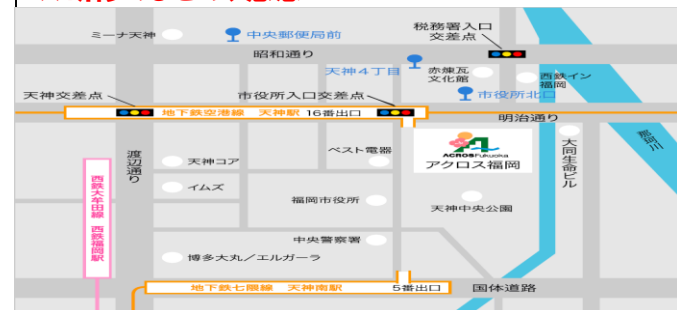 ミーナ天神
中央郵便局前
税務署入口
交差点
昭和通り
天神4丁目
赤煉瓦
文化館
西鉄イン
福岡
天神交差点
市役所入口交差点
市役所北口
地下鉄空港線 天神駅 16番出口
明治通り
那珂川
渡辺通り
天神コア
ベスト電器
ACROS Fukuoka
アクロス福岡
大同生命ビル
イムズ
西鉄大牟田線 西鉄福岡駅
福岡市役所
天神中央公園
中央警察署
博多大丸/エルガーラ
地下鉄七隈線 天神南駅 5番出口
国体道路